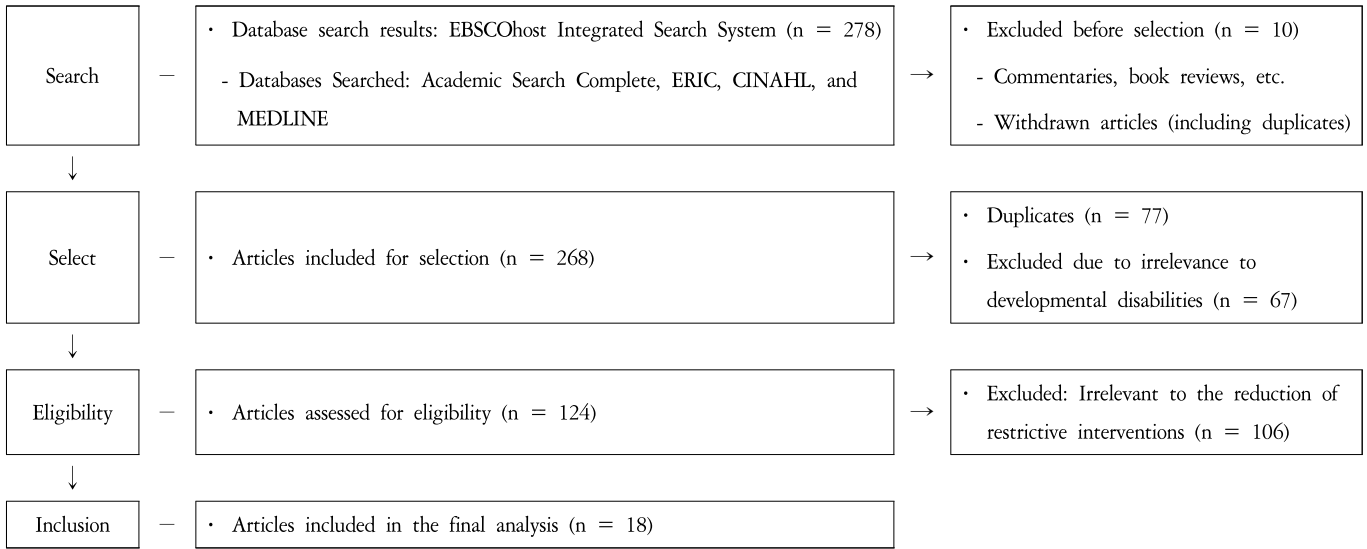 Search
· Database search results: EBSCOhost Integrated Search System (n = 278)
- Databases Searched: Academic Search Complete, ERIC, CINAHL, and
MEDLINE
→
· Excluded before selection (n = 10)
- Commentaries, book reviews, etc.
- Withdrawn articles (including duplicates)
↓
Select
· Articles included for selection (n = 268)
→
· Duplicates (n = 77)
· Excluded due to irrelevance to
developmental disabilities (n = 67)
↓
Eligibility
· Articles assessed for eligibility (n = 124)
→
· Excluded: Irrelevant to the reduction of
restrictive interventions (n = 106)
↓
Inclusion
· Articles included in the final analysis (n = 18)